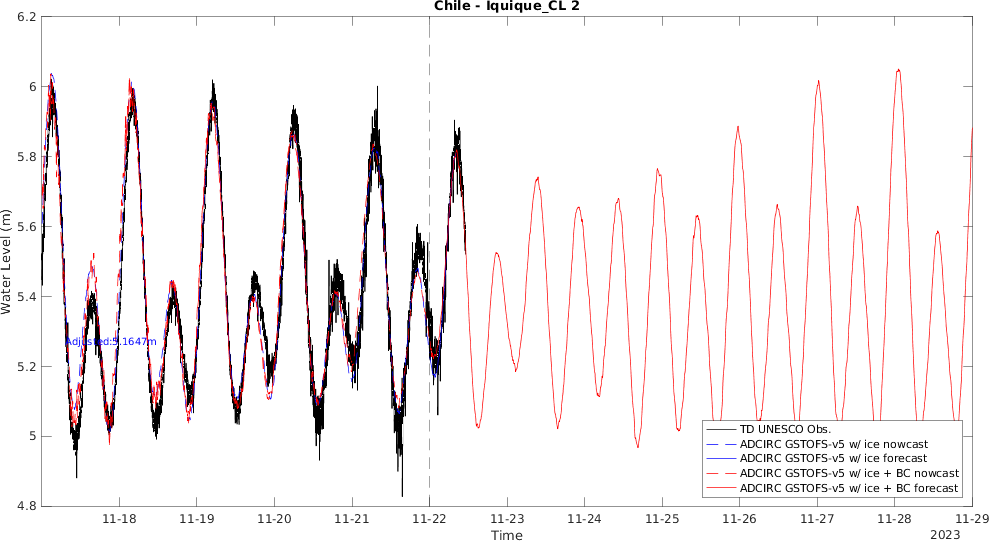 Chile - Iquique_CL 2
6.2
6
5.8
5.6
5.4
5.2
5
4.8
Water Level (m)
Adjusted:5.1647m
TD UNESCO Obs.
ADCIRC GSTOFS-v5 w/ ice nowcast
ADCIRC GSTOFS-v5 w/ ice forecast
ADCIRC GSTOFS-v5 w/ ice + BC nowcast
ADCIRC GSTOFS-v5 w/ ice + BC forecast
11-18 11-19 11-20 11-21 11-22 11-23 11-24 11-25 11-26 11-27 11-28 11-29
Time
2023